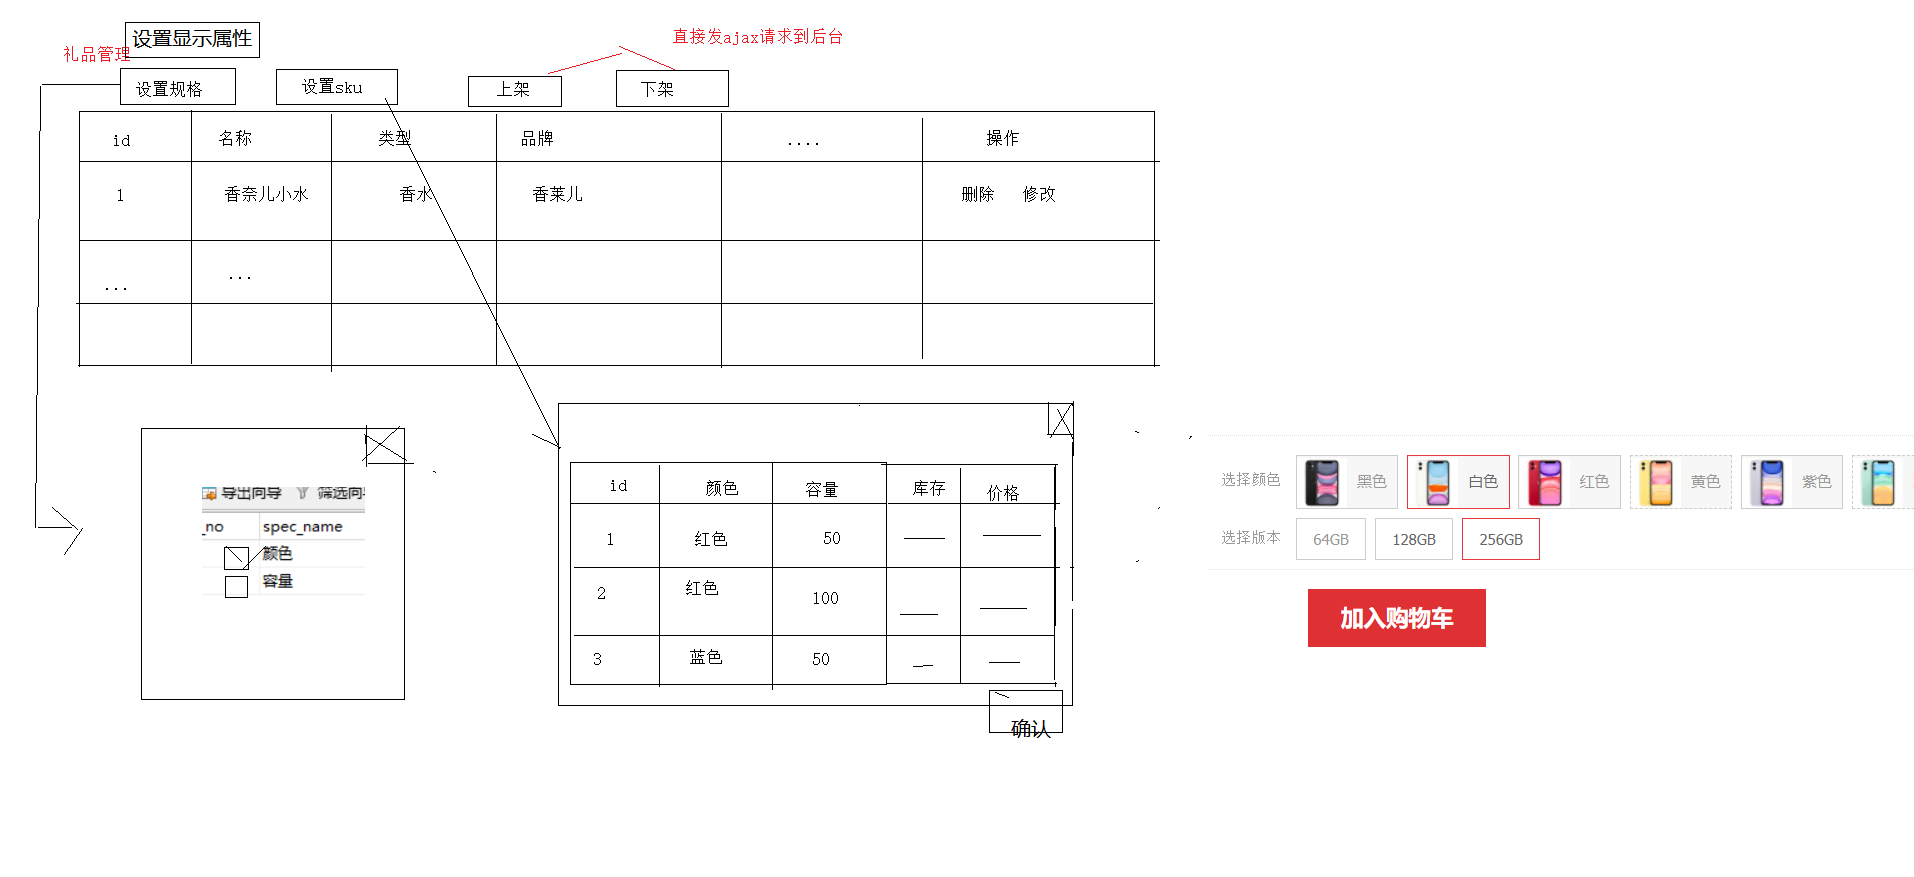 设置显示属性
礼品管理
直接发ajax请求到后台
设置规格 设置sku 上架 下架
id 名称 类型 品牌 .... 操作
1 香奈儿小水 香水 香莱儿 删除 修改
... ...
导出向导 筛选向
_no spec_name
颜色
容量
id 颜色 容量 库存 价格
1 红色 50
2 红色 100
3 蓝色 50
确认
选择颜色 黑色 白色 红色 黄色 紫色
选择版本 64GB 128GB 256GB
加入购物车